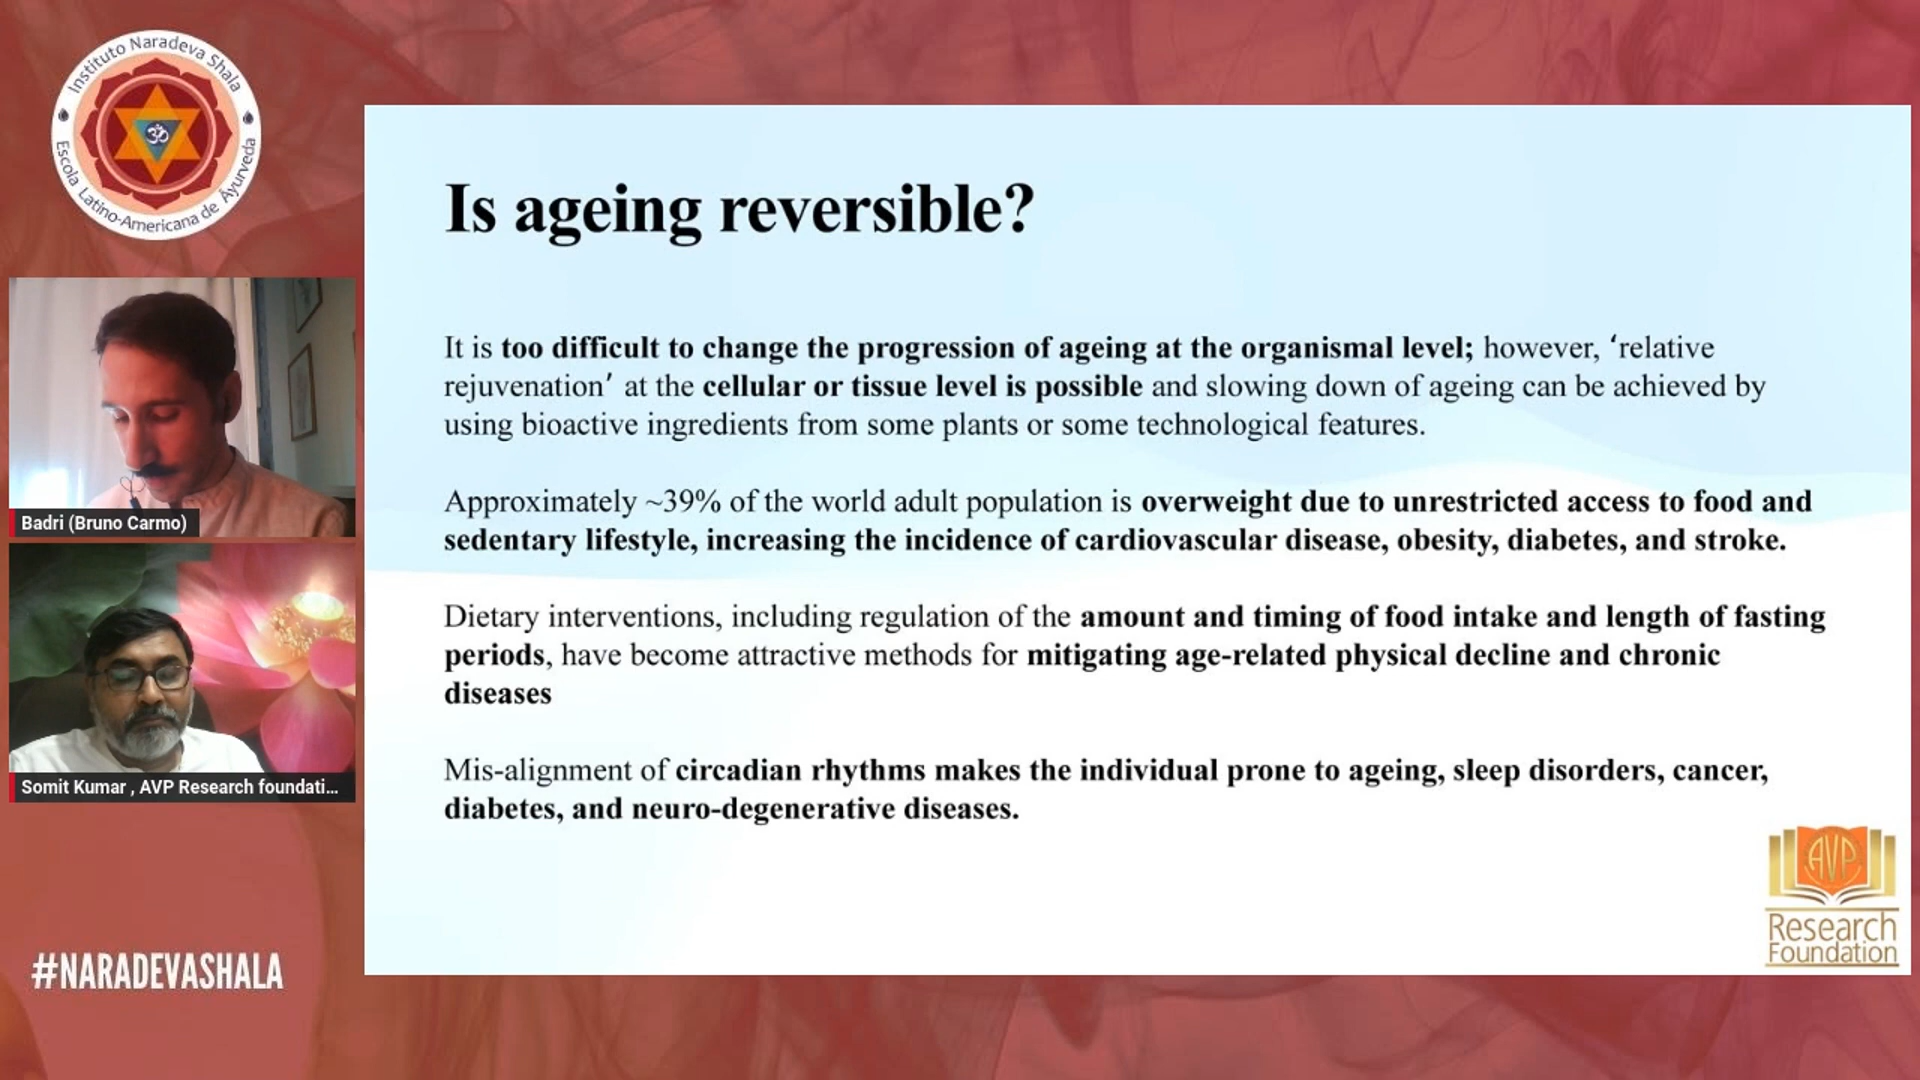 Instituto Naradeva Shala
Escola Latino-Americana de Äyurveda
ॐ
Is ageing reversible?
It is too difficult to change the progression of ageing at the organismal level; however, ‘relative
rejuvenation’ at the cellular or tissue level is possible and slowing down of ageing can be achieved by
using bioactive ingredients from some plants or some technological features.
Approximately ~39% of the world adult population is overweight due to unrestricted access to food and
sedentary lifestyle, increasing the incidence of cardiovascular disease, obesity, diabetes, and stroke.
Dietary interventions, including regulation of the amount and timing of food intake and length of fasting
periods, have become attractive methods for mitigating age-related physical decline and chronic
diseases
Mis-alignment of circadian rhythms makes the individual prone to ageing, sleep disorders, cancer,
diabetes, and neuro-degenerative diseases.
Badri (Bruno Carmo)
Somit Kumar , AVP Research foundati...
#NARADEVASHALA
AVP
Research
Foundation